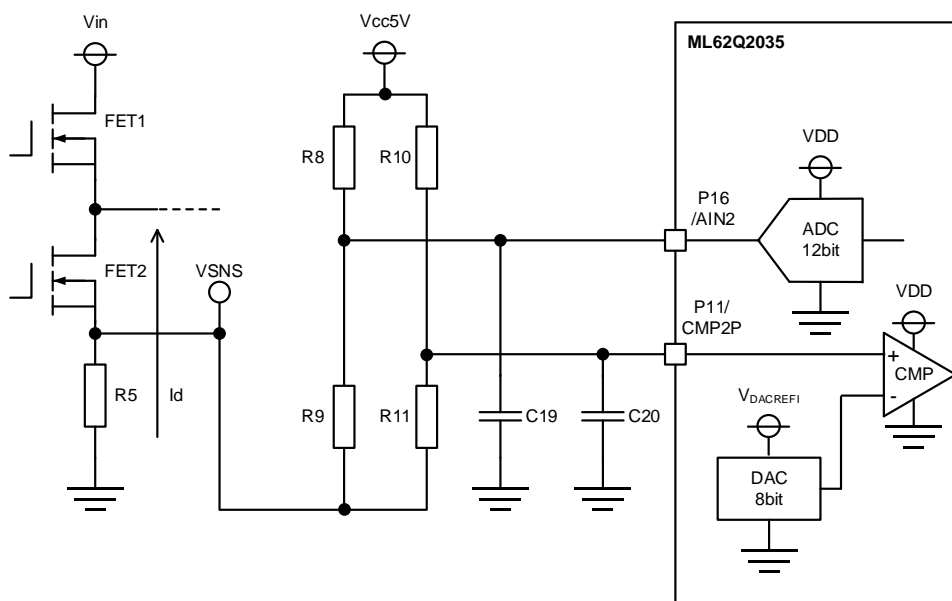 Vin
Vcc5V
ML62Q2035
FET1
R8
R10
VDD
P16
/AIN2
ADC
12bit
FET2
VSNS
P11/
CMP2P
VDD
R5
Id
R9
R11
C19
C20
+
-
CMP
VDACREFI
DAC
8bit